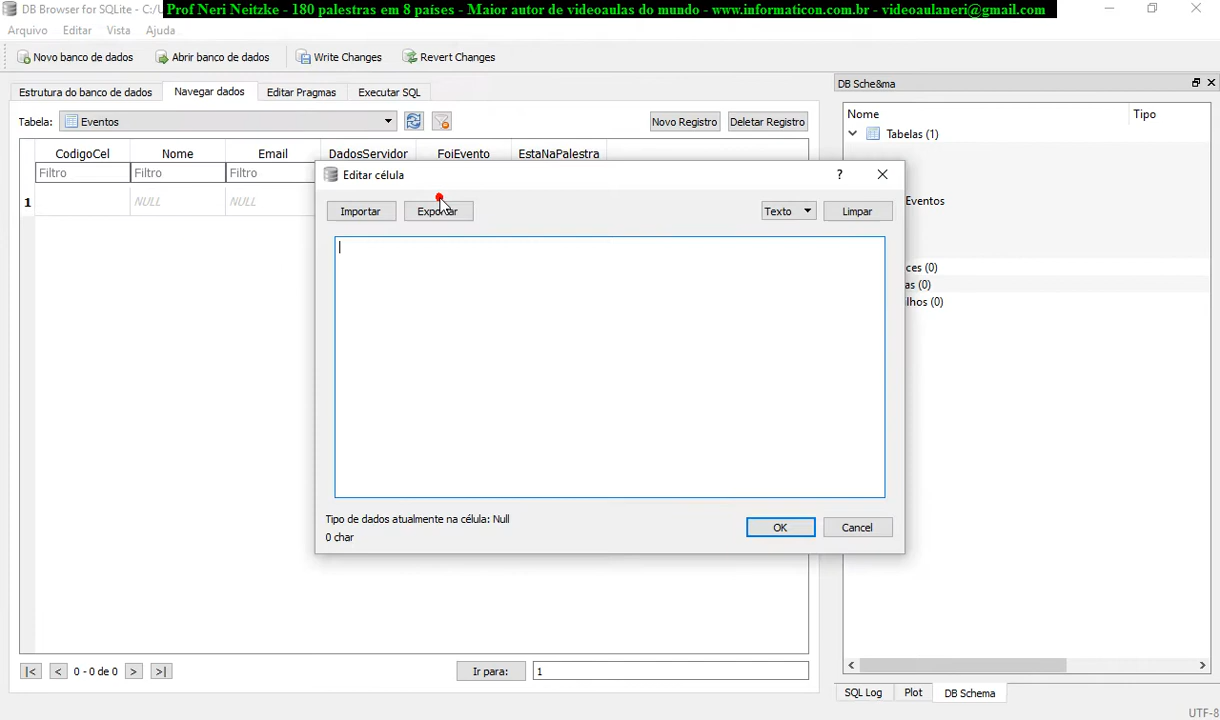 DB Browser for SQLite - C:/U
Prof Neri Neitzke - 180 palestras em 8 países - Maior autor de videoaulas do mundo - www.informaticon.com.br - videoaulaneri@gmail.com
Arquivo Editar Vista Ajuda
Novo banco de dados Abrir banco de dados Write Changes Revert Changes
Estrutura do banco de dados Navegar dados Editar Pragmas Executar SQL
Tabela: Eventos Novo Registro Deletar Registro
CodigoCel Nome Email DadosServidor FoiEvento EstaNaPalestra
Filtro Filtro Filtro
1 NULL NULL
Editar célula ?
Importar Exportar Texto Limpar
Tipo de dados atualmente na célula: Null
0 char
OK Cancel
|< < 0 - 0 de 0 > >| Ir para: 1
DB Sche&ma
Nome Tipo
Tabelas (1)
Eventos
ces (0)
as (0)
lhos (0)
SQL Log Plot DB Schema
UTF-8